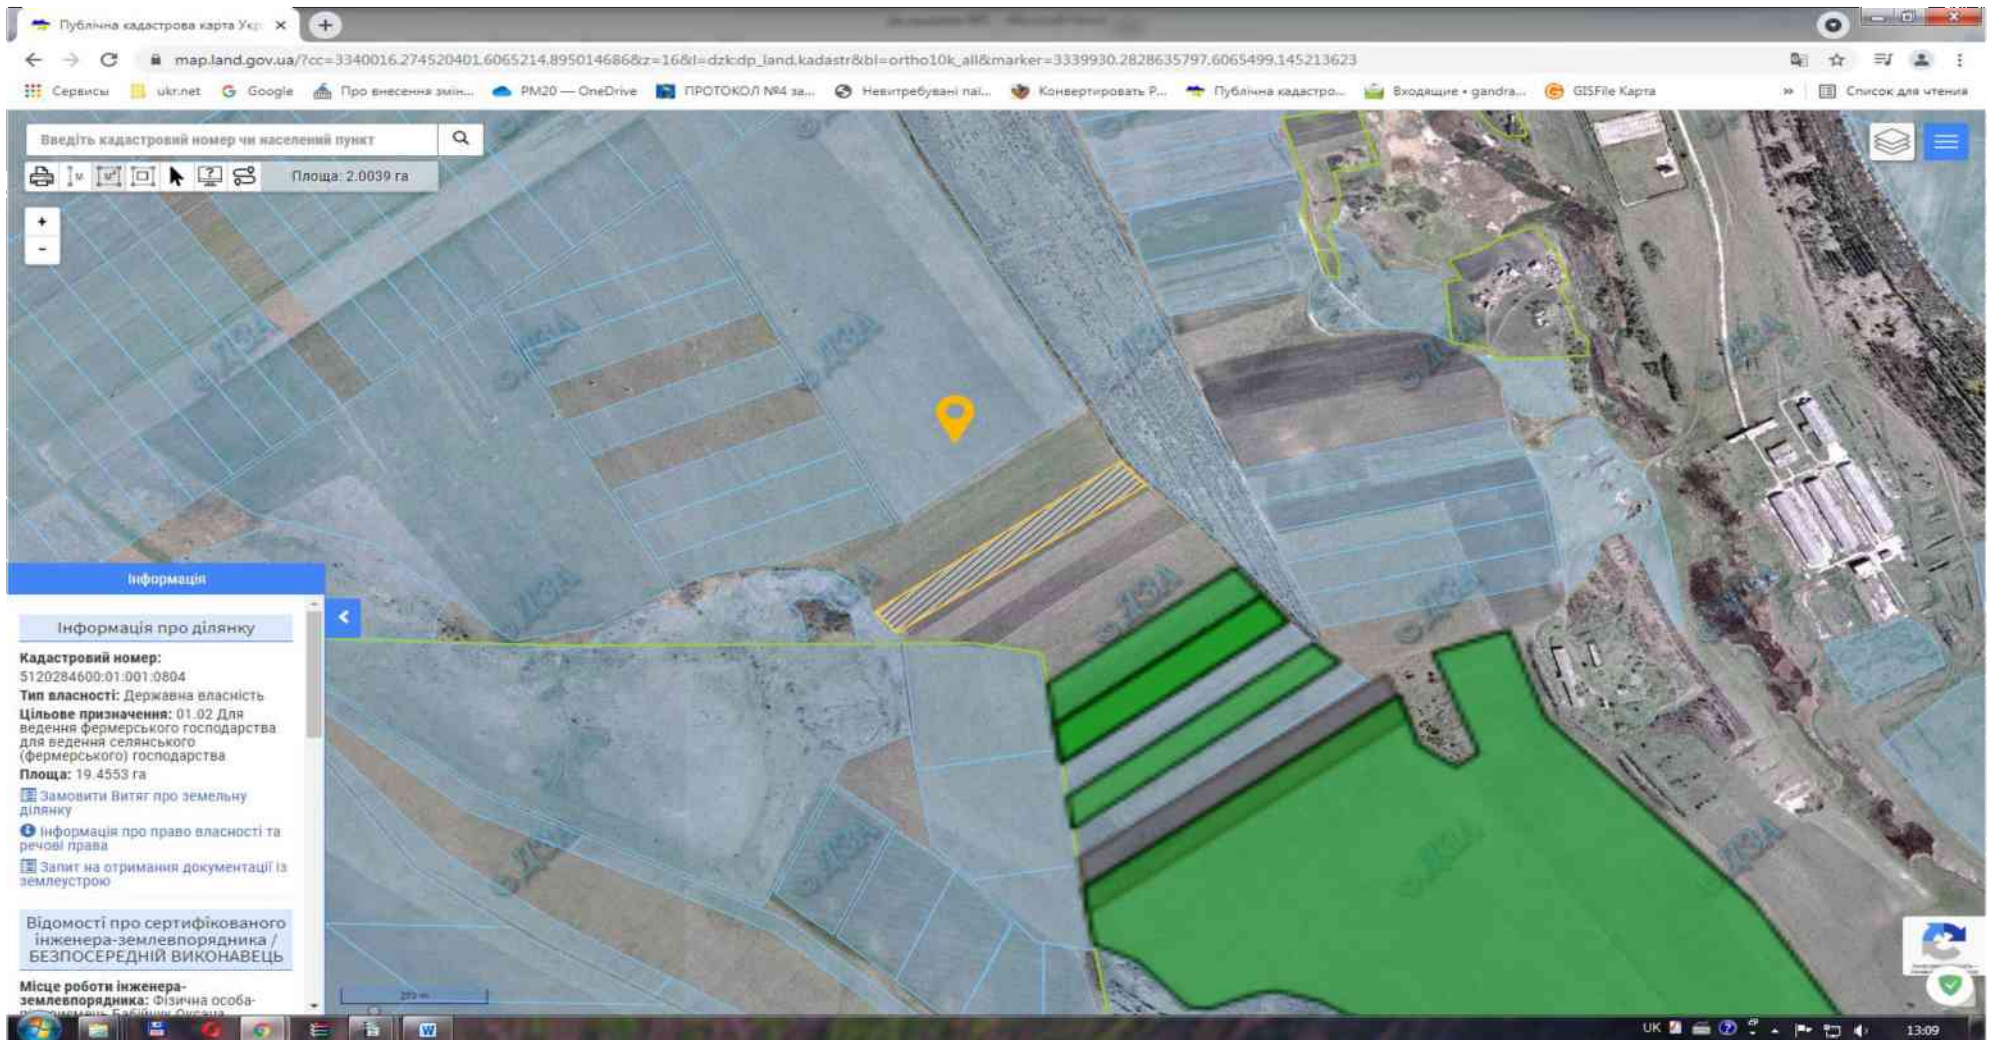 Публічна кадастрова карта Укр
map.land.gov.ua/?cc=3340016.274520401,6065214.895014686&z=16&l=dzk:dp_land,kadastr&bl=ortho10k_all&marker=3339930.2828635797,6065499.145213623
Сервисы ukr.net Google Про внесення змін... PM20 — OneDrive ПРОТОКОЛ №4 за... Невитребувані паї... Конвертировать P... Публічна кадастро... Входящие • gandra... GISFile Карта » Список для чтения
Введіть кадастровий номер чи населений пункт
Площа: 2.0039 га
+
-
Інформація
Інформація про ділянку
Кадастровий номер:
5120284600:01:001:0804
Тип власності: Державна власність
Цільове призначення: 01.02 Для
ведення фермерського господарства
для ведення селянського
(фермерського) господарства
Площа: 19.4553 га
Замовити Витяг про земельну
ділянку
Інформація про право власності та
речові права
Запит на отримання документації із
землеустрою
Відомості про сертифікованого
інженера-землевпорядника /
БЕЗПОСЕРЕДНІЙ ВИКОНАВЕЦЬ
Місце роботи інженера-
землевпорядника: Фізична особа-
підприємець Бабійчук Оксана
UK 13:09